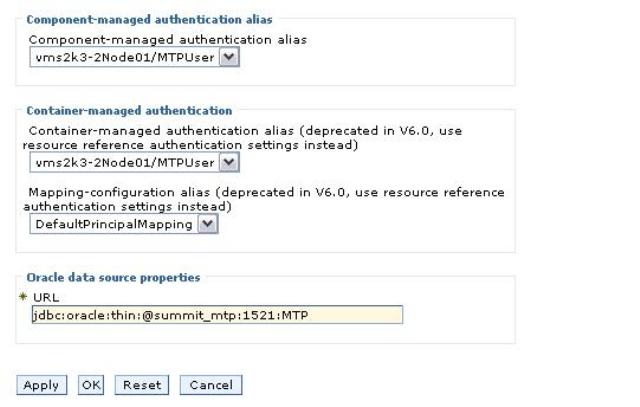 Component-managed authentication alias
Component-managed authentication alias
vms2k3-2Node01/MTPUser
Container-managed authentication
Container-managed authentication alias (deprecated in V6.0, use
resource reference authentication settings instead)
vms2k3-2Node01/MTPUser
Mapping-configuration alias (deprecated in V6.0, use resource reference
authentication settings instead)
DefaultPrincipalMapping
Oracle data source properties
* URL
jdbc:oracle:thin:@summit_mtp:1521:MTP
Apply OK Reset Cancel